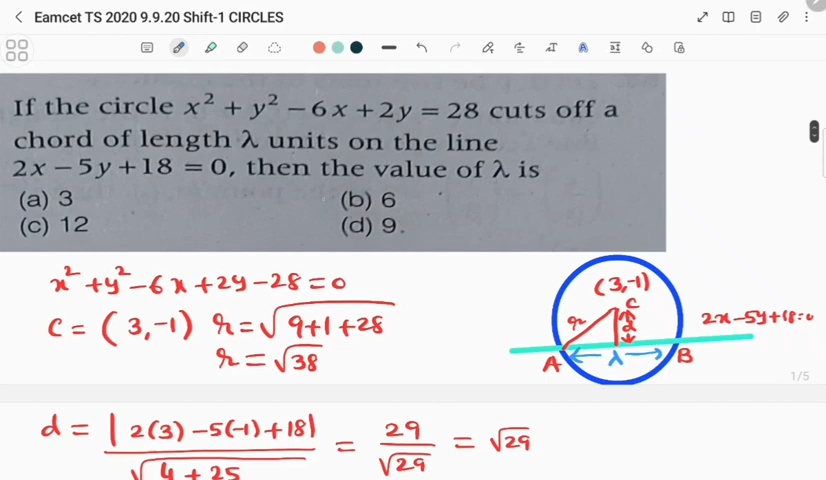 Eamcet TS 2020 9.9.20 Shift-1 CIRCLES
If the circle x² + y² − 6x + 2y = 28 cuts off a
chord of length λ units on the line
2x − 5y + 18 = 0, then the value of λ is
(a) 3 (b) 6
(c) 12 (d) 9.
x² + y² − 6x + 2y − 28 = 0
C = (3, −1) r = √(9+1+28)
r = √38
(3, −1)
C
r
d
2x − 5y + 18 = 0
A λ B
1/5
d = |2(3) − 5(−1) + 18| / √(4 + 25) = 29/√29 = √29